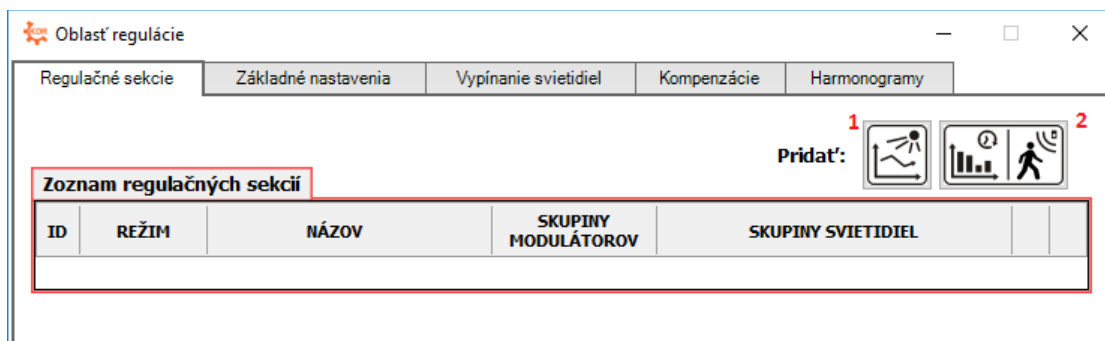 KDR Oblasť regulácie
Regulačné sekcie Základné nastavenia Vypínanie svietidiel Kompenzácie Harmonogramy
1 2
Pridať:
Zoznam regulačných sekcií
ID REŽIM NÁZOV SKUPINY MODULÁTOROV SKUPINY SVIETIDIEL